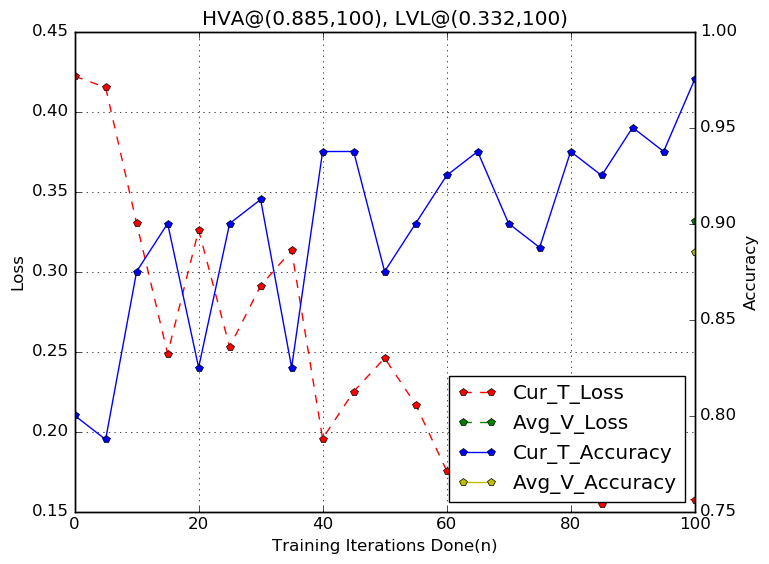 HVA@(0.885,100), LVL@(0.332,100)
0.45
0.40
0.35
0.30
0.25
0.20
0.15
Loss
1.00
0.95
0.90
0.85
0.80
0.75
Accuracy
Cur_T_Loss
Avg_V_Loss
Cur_T_Accuracy
Avg_V_Accuracy
0
20
40
60
80
100
Training Iterations Done(n)